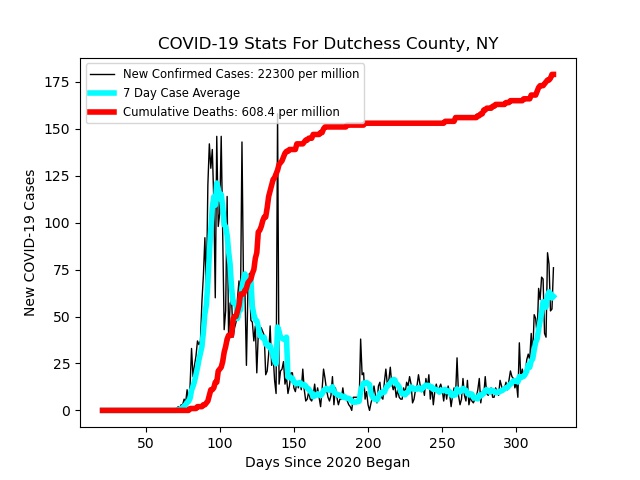 COVID-19 Stats For Dutchess County, NY
New Confirmed Cases: 22300 per million
7 Day Case Average
Cumulative Deaths: 608.4 per million
175
150
125
100
75
50
25
0
New COVID-19 Cases
50
100
150
200
250
300
Days Since 2020 Began